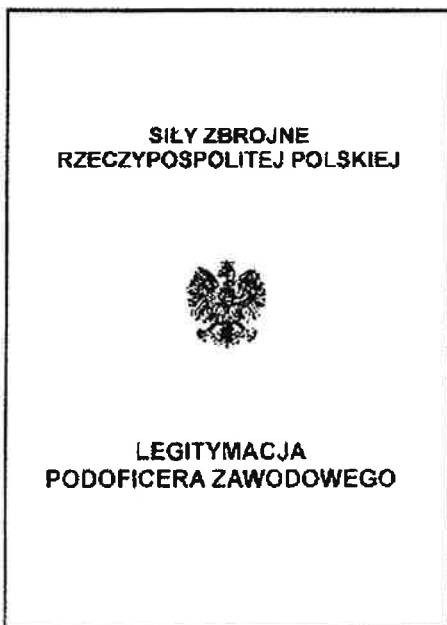 SIŁY ZBROJNE
RZECZYPOSPOLITEJ POLSKIEJ
LEGITYMACJA
PODOFICERA ZAWODOWEGO